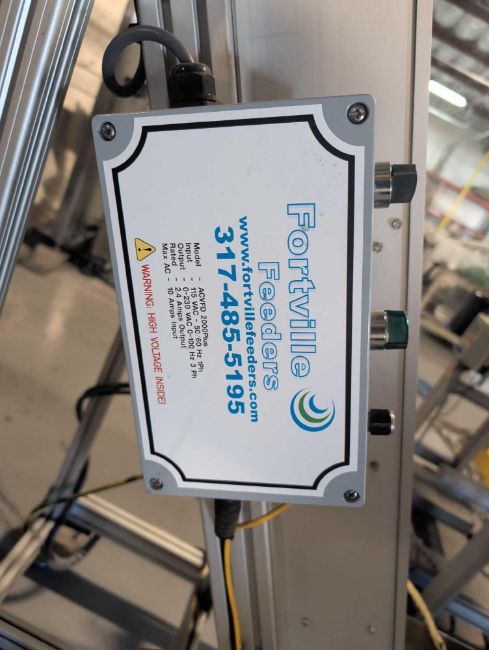 Fortville
Feeders
www.fortvillefeeders.com
317-485-5195
Model - ACVFD 2000Plus
Input - 115 VAC - 50 60 Hz 1Ph
Output - 0-230 VAC 0-100 Hz 3 Ph
Rated - 2.4 Amps Output
Max AC - 10 Amps Input
WARNING: HIGH VOLTAGE INSIDE!